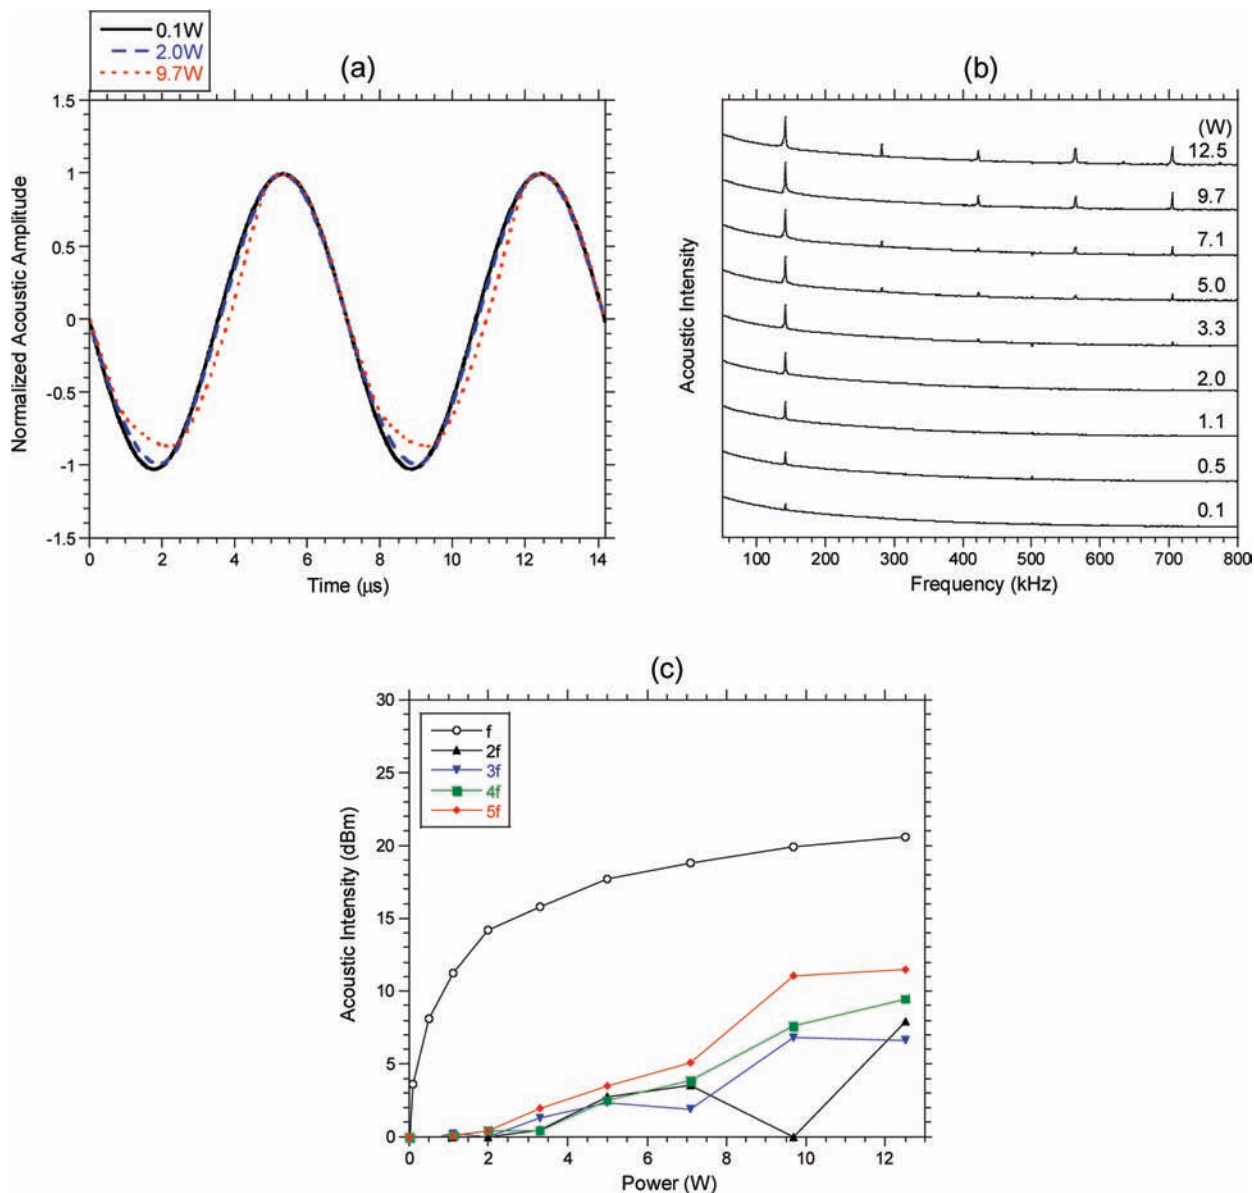 0.1W
2.0W
9.7W
(a)
(b)
1.5
1
0.5
0
-0.5
-1
-1.5
Normalized Acoustic Amplitude
0 2 4 6 8 10 12 14
Time (μs)
(W)
12.5
9.7
7.1
5.0
3.3
2.0
1.1
0.5
0.1
Acoustic Intensity
100 200 300 400 500 600 700 800
Frequency (kHz)
(c)
30
25
20
15
10
5
0
f
2f
3f
4f
5f
Acoustic Intensity (dBm)
0 2 4 6 8 10 12
Power (W)